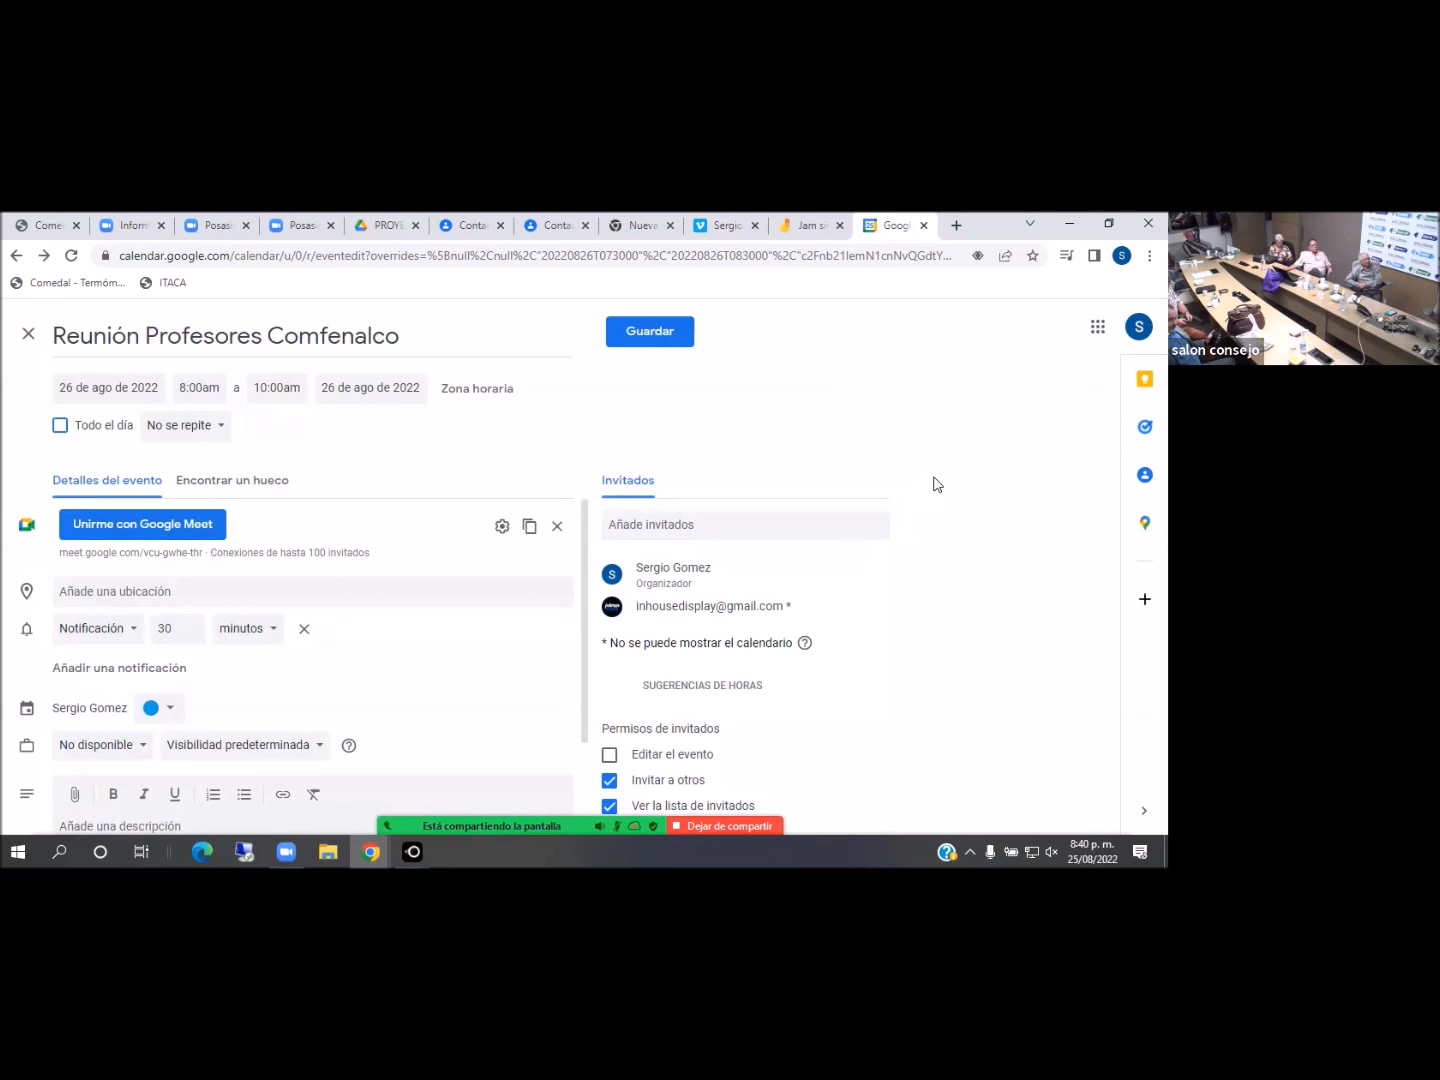 Come
Inform
Posas
Posas
PROYE
Conta
Conta
Nueva
Sergio
Jam si
Goog
calendar.google.com/calendar/u/0/r/eventedit?overrides=%5Bnull%2Cnull%2C"20220826T073000"%2C"20220826T083000"%2C"c2Fnb21lemN1cnNvQGdtY...
S
Comedal - Termóm...
ITACA
Reunión Profesores Comfenalco
Guardar
S
26 de ago de 2022 8:00am a 10:00am 26 de ago de 2022 Zona horaria
Todo el día No se repite
Detalles del evento Encontrar un hueco
Invitados
Unirme con Google Meet
meet.google.com/vcu-gwhe-thr · Conexiones de hasta 100 invitados
Añade una ubicación
Notificación 30 minutos
Añadir una notificación
Sergio Gomez
No disponible Visibilidad predeterminada
B I U
Añade una descripción
Añade invitados
S
Sergio Gomez
Organizador
inhousedisplay@gmail.com *
* No se puede mostrar el calendario
SUGERENCIAS DE HORAS
Permisos de invitados
Editar el evento
Invitar a otros
Ver la lista de invitados
Está compartiendo la pantalla
Dejar de compartir
8:40 p. m.
25/08/2022
salon consejo